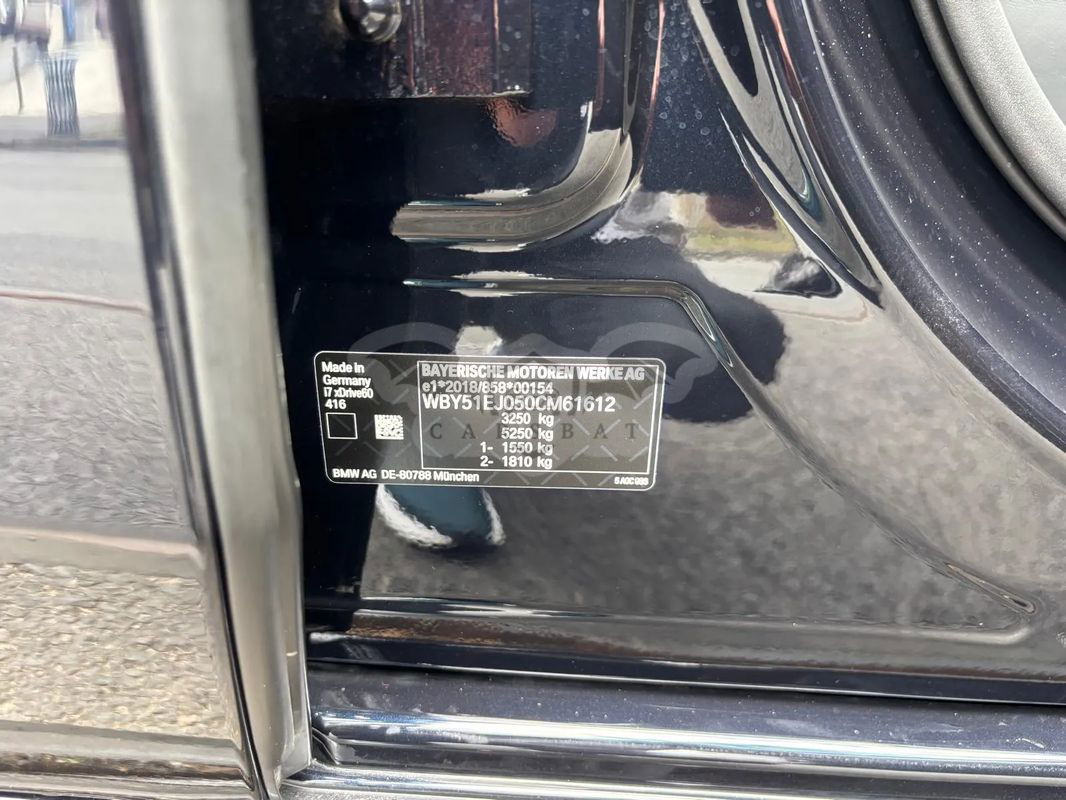 Made in
Germany
i7 xDrive60
416
BAYERISCHE MOTOREN WERKE AG
e1*2018/858*00154
WBY51EJ050CM61612
3250 kg
5250 kg
1- 1550 kg
2- 1810 kg
BMW AG DE-80788 München
CARSBAT